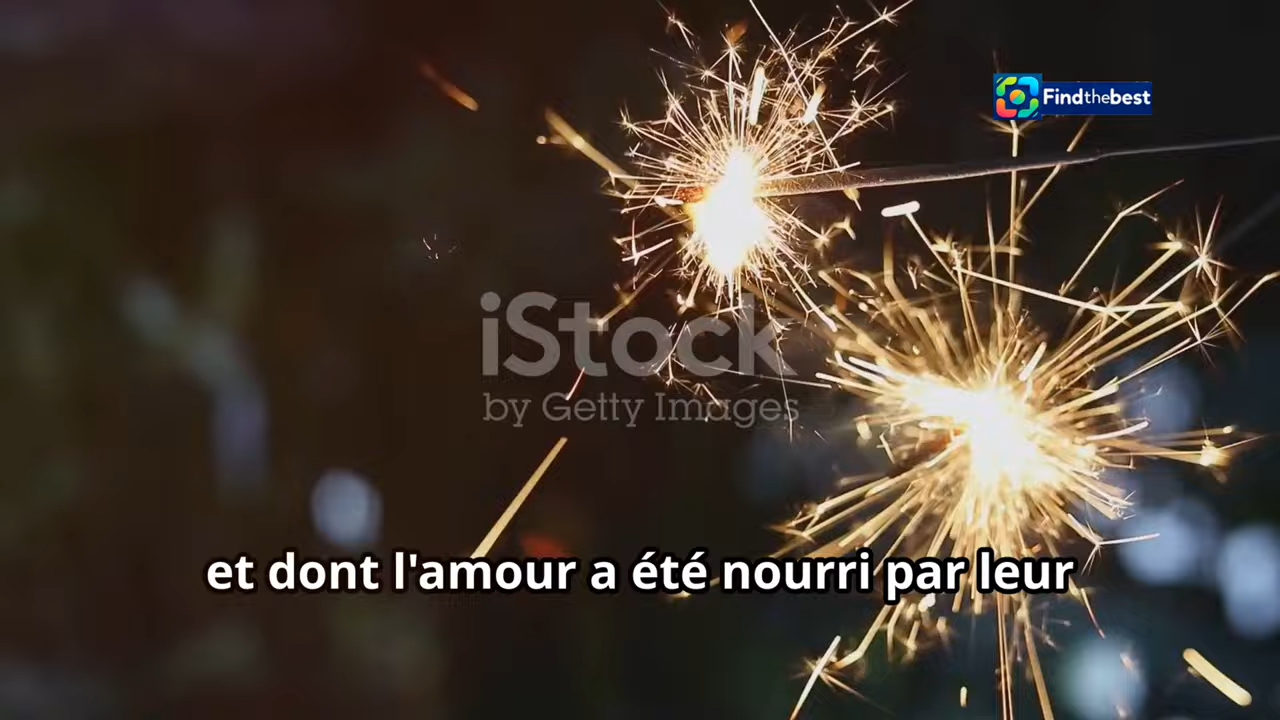 Findthebest
iStock
by Getty Images
et dont l'amour a été nourri par leur